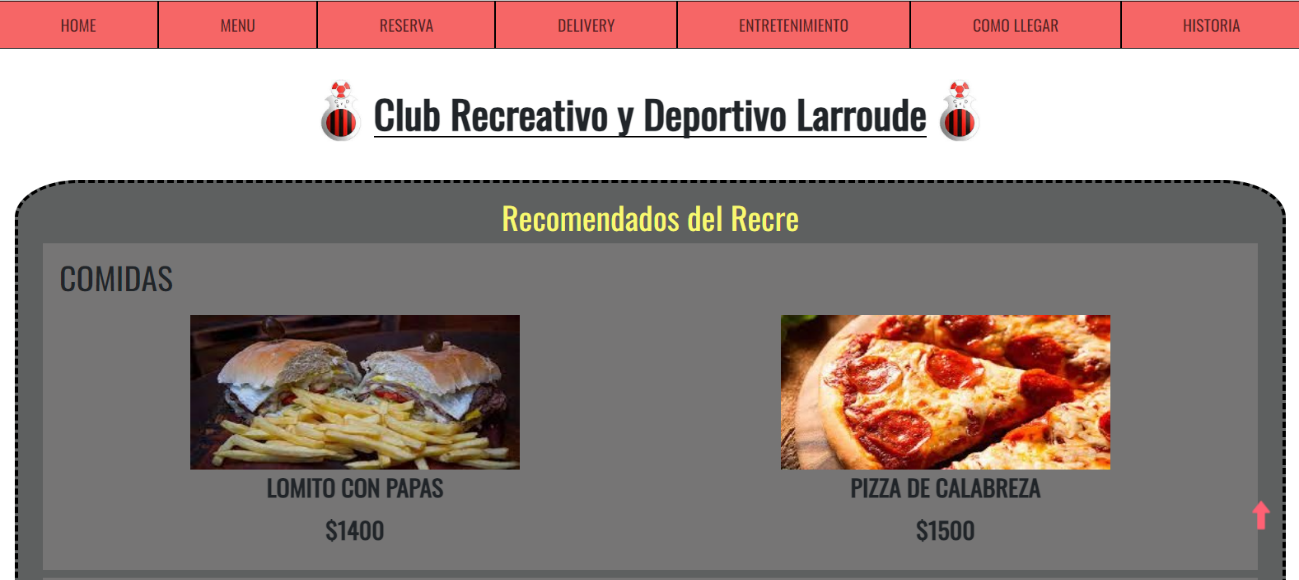 HOME MENU RESERVA DELIVERY ENTRETENIMIENTO COMO LLEGAR HISTORIA
Club Recreativo y Deportivo Larroude
Recomendados del Recre
COMIDAS
LOMITO CON PAPAS PIZZA DE CALABREZA
$1400 $1500